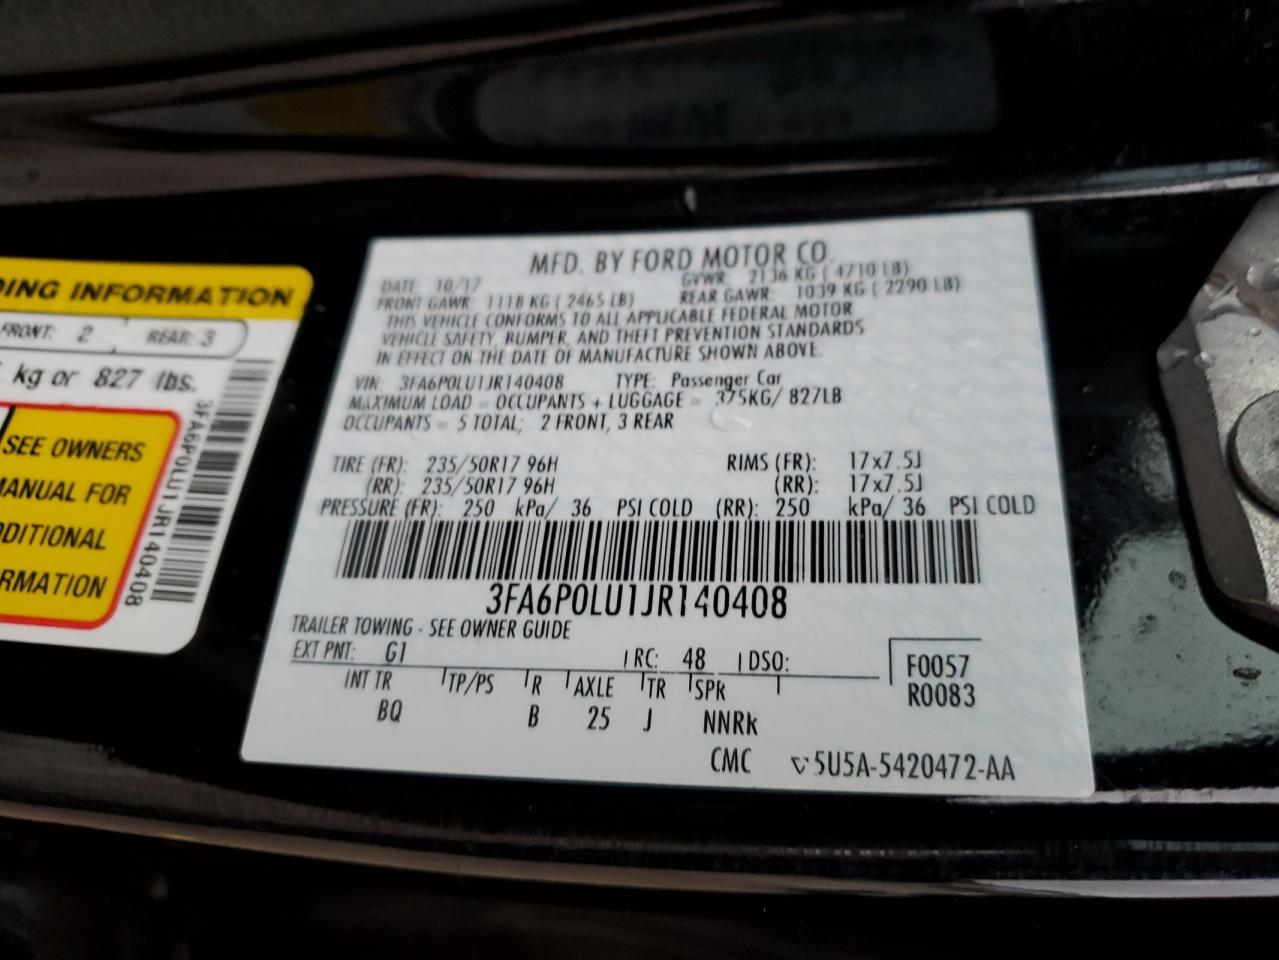 DING INFORMATION
FRONT: 2 REAR: 3
kg or 827 lbs.
SEE OWNERS
MANUAL FOR
DDITIONAL
RMATION
3FA6P0LU1JR140408
MFD. BY FORD MOTOR CO.
DATE 10/17 GVWR: 2136 KG ( 4710 LB)
FRONT GAWR: 1118 KG ( 2465 LB) REAR GAWR: 1039 KG ( 2290 LB)
THIS VEHICLE CONFORMS TO ALL APPLICABLE FEDERAL MOTOR
VEHICLE SAFETY, BUMPER, AND THEFT PREVENTION STANDARDS
IN EFFECT ON THE DATE OF MANUFACTURE SHOWN ABOVE.
VIN: 3FA6P0LU1JR140408 TYPE: Passenger Car
MAXIMUM LOAD = OCCUPANTS + LUGGAGE = 375KG/ 827LB
OCCUPANTS = 5 TOTAL; 2 FRONT, 3 REAR
TIRE (FR): 235/50R17 96H RIMS (FR): 17x7.5J
(RR): 235/50R17 96H (RR): 17x7.5J
PRESSURE (FR): 250 kPa/ 36 PSI COLD (RR): 250 kPa/ 36 PSI COLD
3FA6P0LU1JR140408
TRAILER TOWING - SEE OWNER GUIDE
EXT PNT: G1 RC: 48 DSO: F0057
R0083
INT TR TP/PS R AXLE TR SPR
BQ B 25 J NNRk
CMC 5U5A-5420472-AA